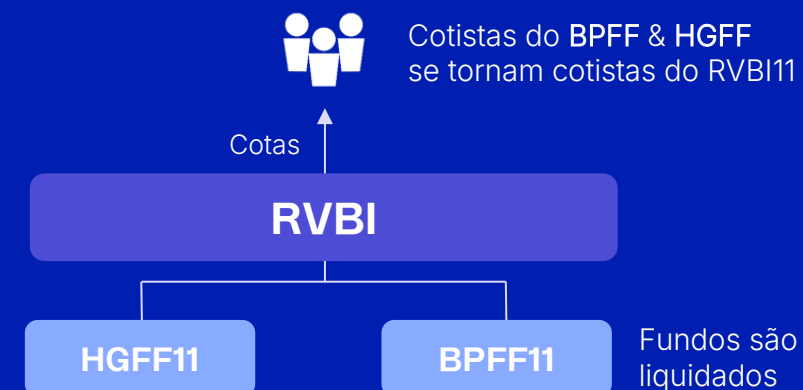 Cotistas do BPFF & HGFF
se tornam cotistas do RVBI11
Cotas
RVBI
HGFF11
BPFF11
Fundos são
liquidados